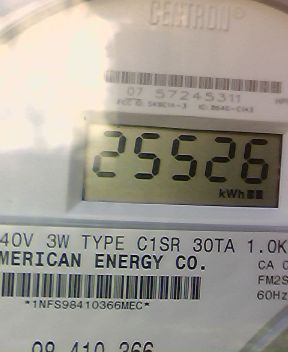 CENTRON®
07 57245311
25526
kWh
40V 3W TYPE C1SR 30TA 1.0K
MERICAN ENERGY CO.
CA 0
FM2S
60Hz
*1NFS98410366MEC*
98 410 366